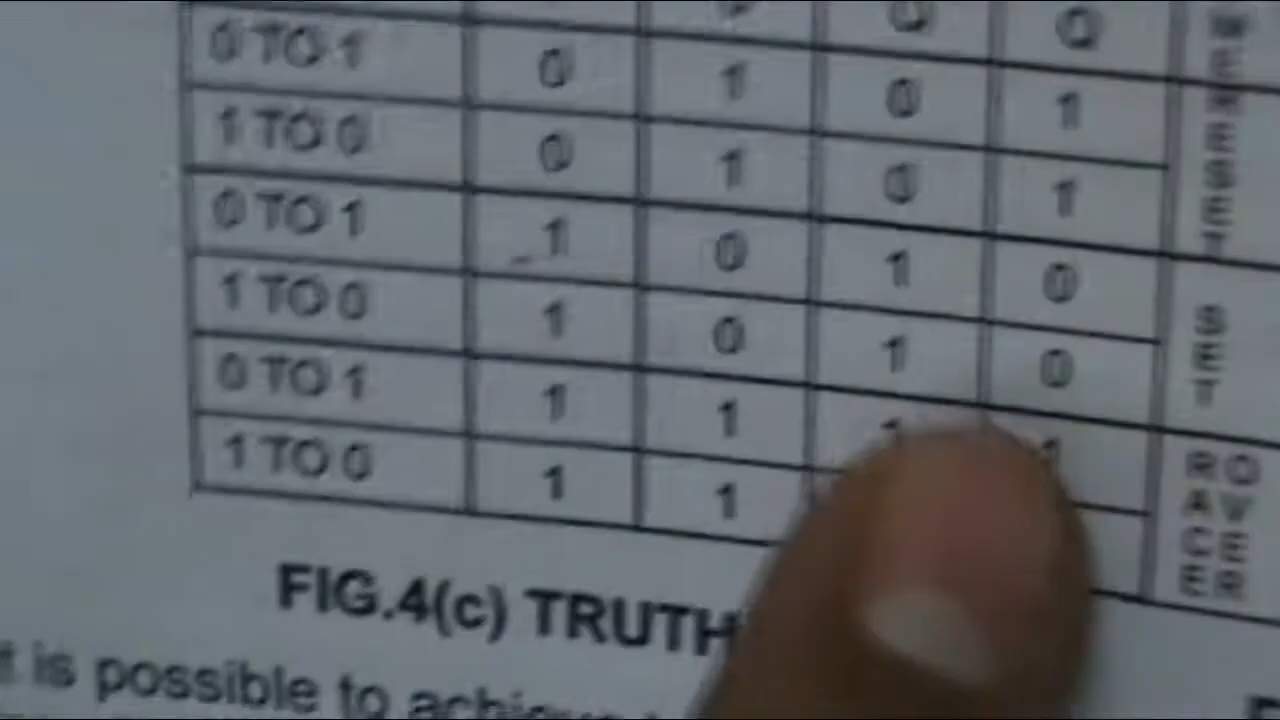 0 0
0 TO 1 0 1 0 1
1 TO 0 0 1 0 1
0 TO 1 1 0 1 0
1 TO 0 1 0 1 0
0 TO 1 1 1 1 1
1 TO 0 1 1
RESET
SET
RACE
OVER
FIG.4(c) TRUTH
is possible to